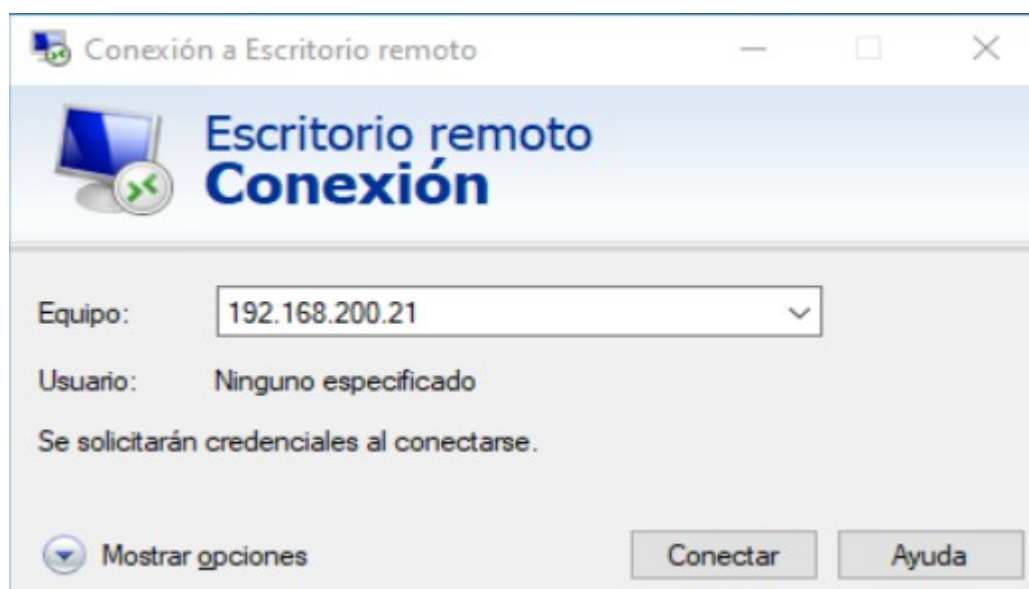 Conexión a Escritorio remoto
Escritorio remoto
Conexión
Equipo: 192.168.200.21
Usuario: Ninguno especificado
Se solicitarán credenciales al conectarse.
Mostrar opciones Conectar Ayuda